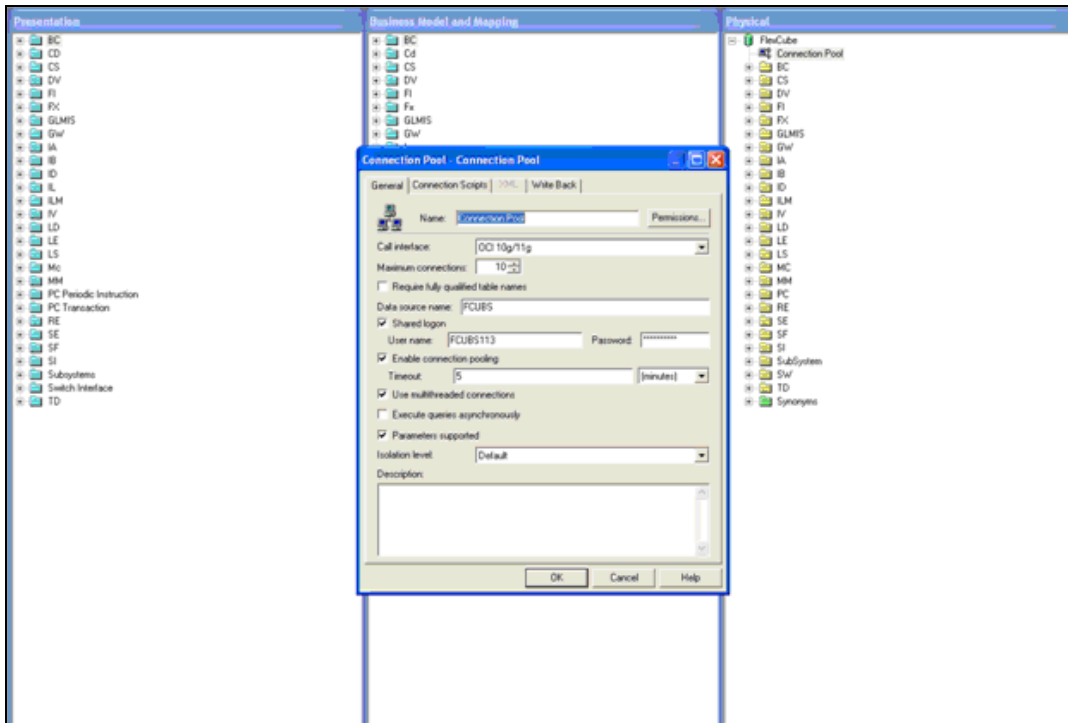 Presentation
BC
CD
CS
DV
FI
FX
GLMIS
GW
IA
IB
ID
IL
ILM
IV
LD
LE
LS
Mc
MM
PC Periodic Instruction
PC Transaction
RE
SE
SF
SI
Subsystems
Switch Interface
TD
Business Model and Mapping
BC
Cd
CS
DV
FI
Fx
GLMIS
GW
Physical
FlexCube
Connection Pool
BC
CS
DV
FI
FX
GLMIS
GW
IA
IB
ID
ILM
IV
LD
LE
LS
MC
MM
PC
RE
SE
SF
SI
SubSystem
SW
TD
Synonyms
Connection Pool - Connection Pool
General Connection Scripts XML Write Back
Name: Connection Pool Permissions...
Call interface: OCI 10g/11g
Maximum connections: 10
Require fully qualified table names
Data source name: FCUBS
Shared logon
User name: FCUBS113 Password: *********
Enable connection pooling
Timeout: 5 (minutes)
Use multithreaded connections
Execute queries asynchronously
Parameters supported
Isolation level: Default
Description:
OK Cancel Help